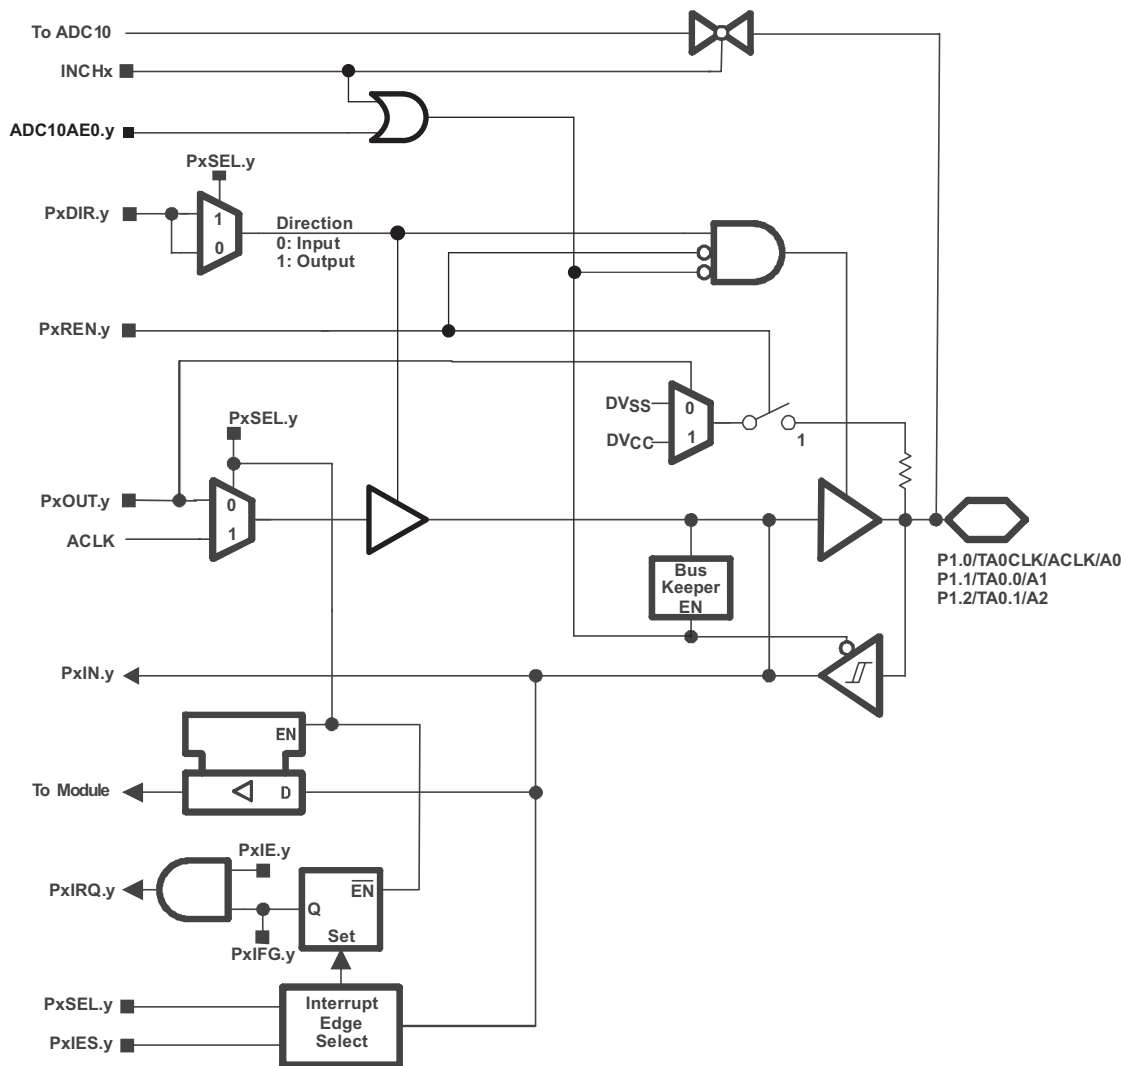 To ADC10
INCHx
ADC10AE0.y
PxSEL.y
PxDIR.y
1
0
Direction
0: Input
1: Output
PxREN.y
DVSS
0
DVCC
1
1
PxSEL.y
PxOUT.y
0
ACLK
1
Bus
Keeper
EN
P1.0/TA0CLK/ACLK/A0
P1.1/TA0.0/A1
P1.2/TA0.1/A2
PxIN.y
EN
To Module
D
PxIE.y
PxIRQ.y
EN
Q
Set
PxIFG.y
PxSEL.y
Interrupt
Edge
Select
PxIES.y